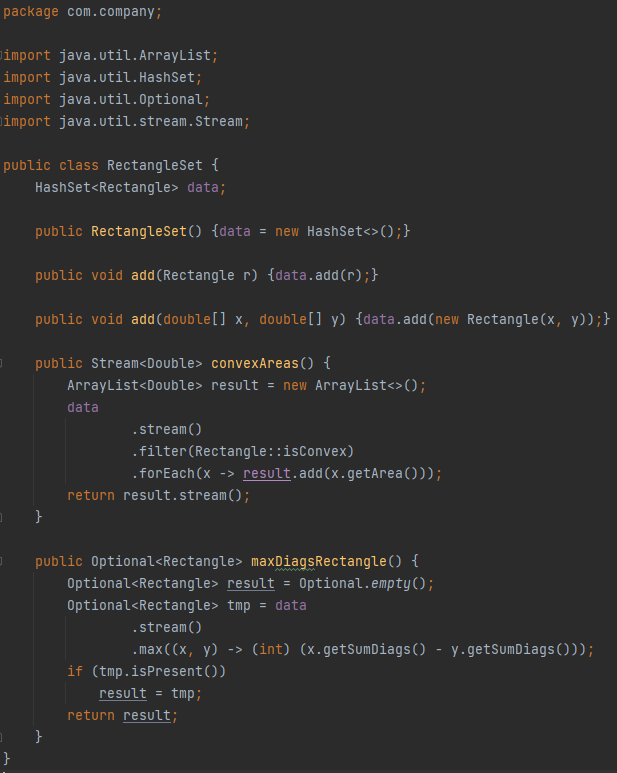 package com.company;
import java.util.ArrayList;
import java.util.HashSet;
import java.util.Optional;
import java.util.stream.Stream;
public class RectangleSet {
HashSet<Rectangle> data;
public RectangleSet() {data = new HashSet<>();}
public void add(Rectangle r) {data.add(r);}
public void add(double[] x, double[] y) {data.add(new Rectangle(x, y));}
public Stream<Double> convexAreas() {
ArrayList<Double> result = new ArrayList<>();
data
.stream()
.filter(Rectangle::isConvex)
.forEach(x -> result.add(x.getArea()));
return result.stream();
}
public Optional<Rectangle> maxDiagsRectangle() {
Optional<Rectangle> result = Optional.empty();
Optional<Rectangle> tmp = data
.stream()
.max((x, y) -> (int) (x.getSumDiags() - y.getSumDiags()));
if (tmp.isPresent())
result = tmp;
return result;
}
}